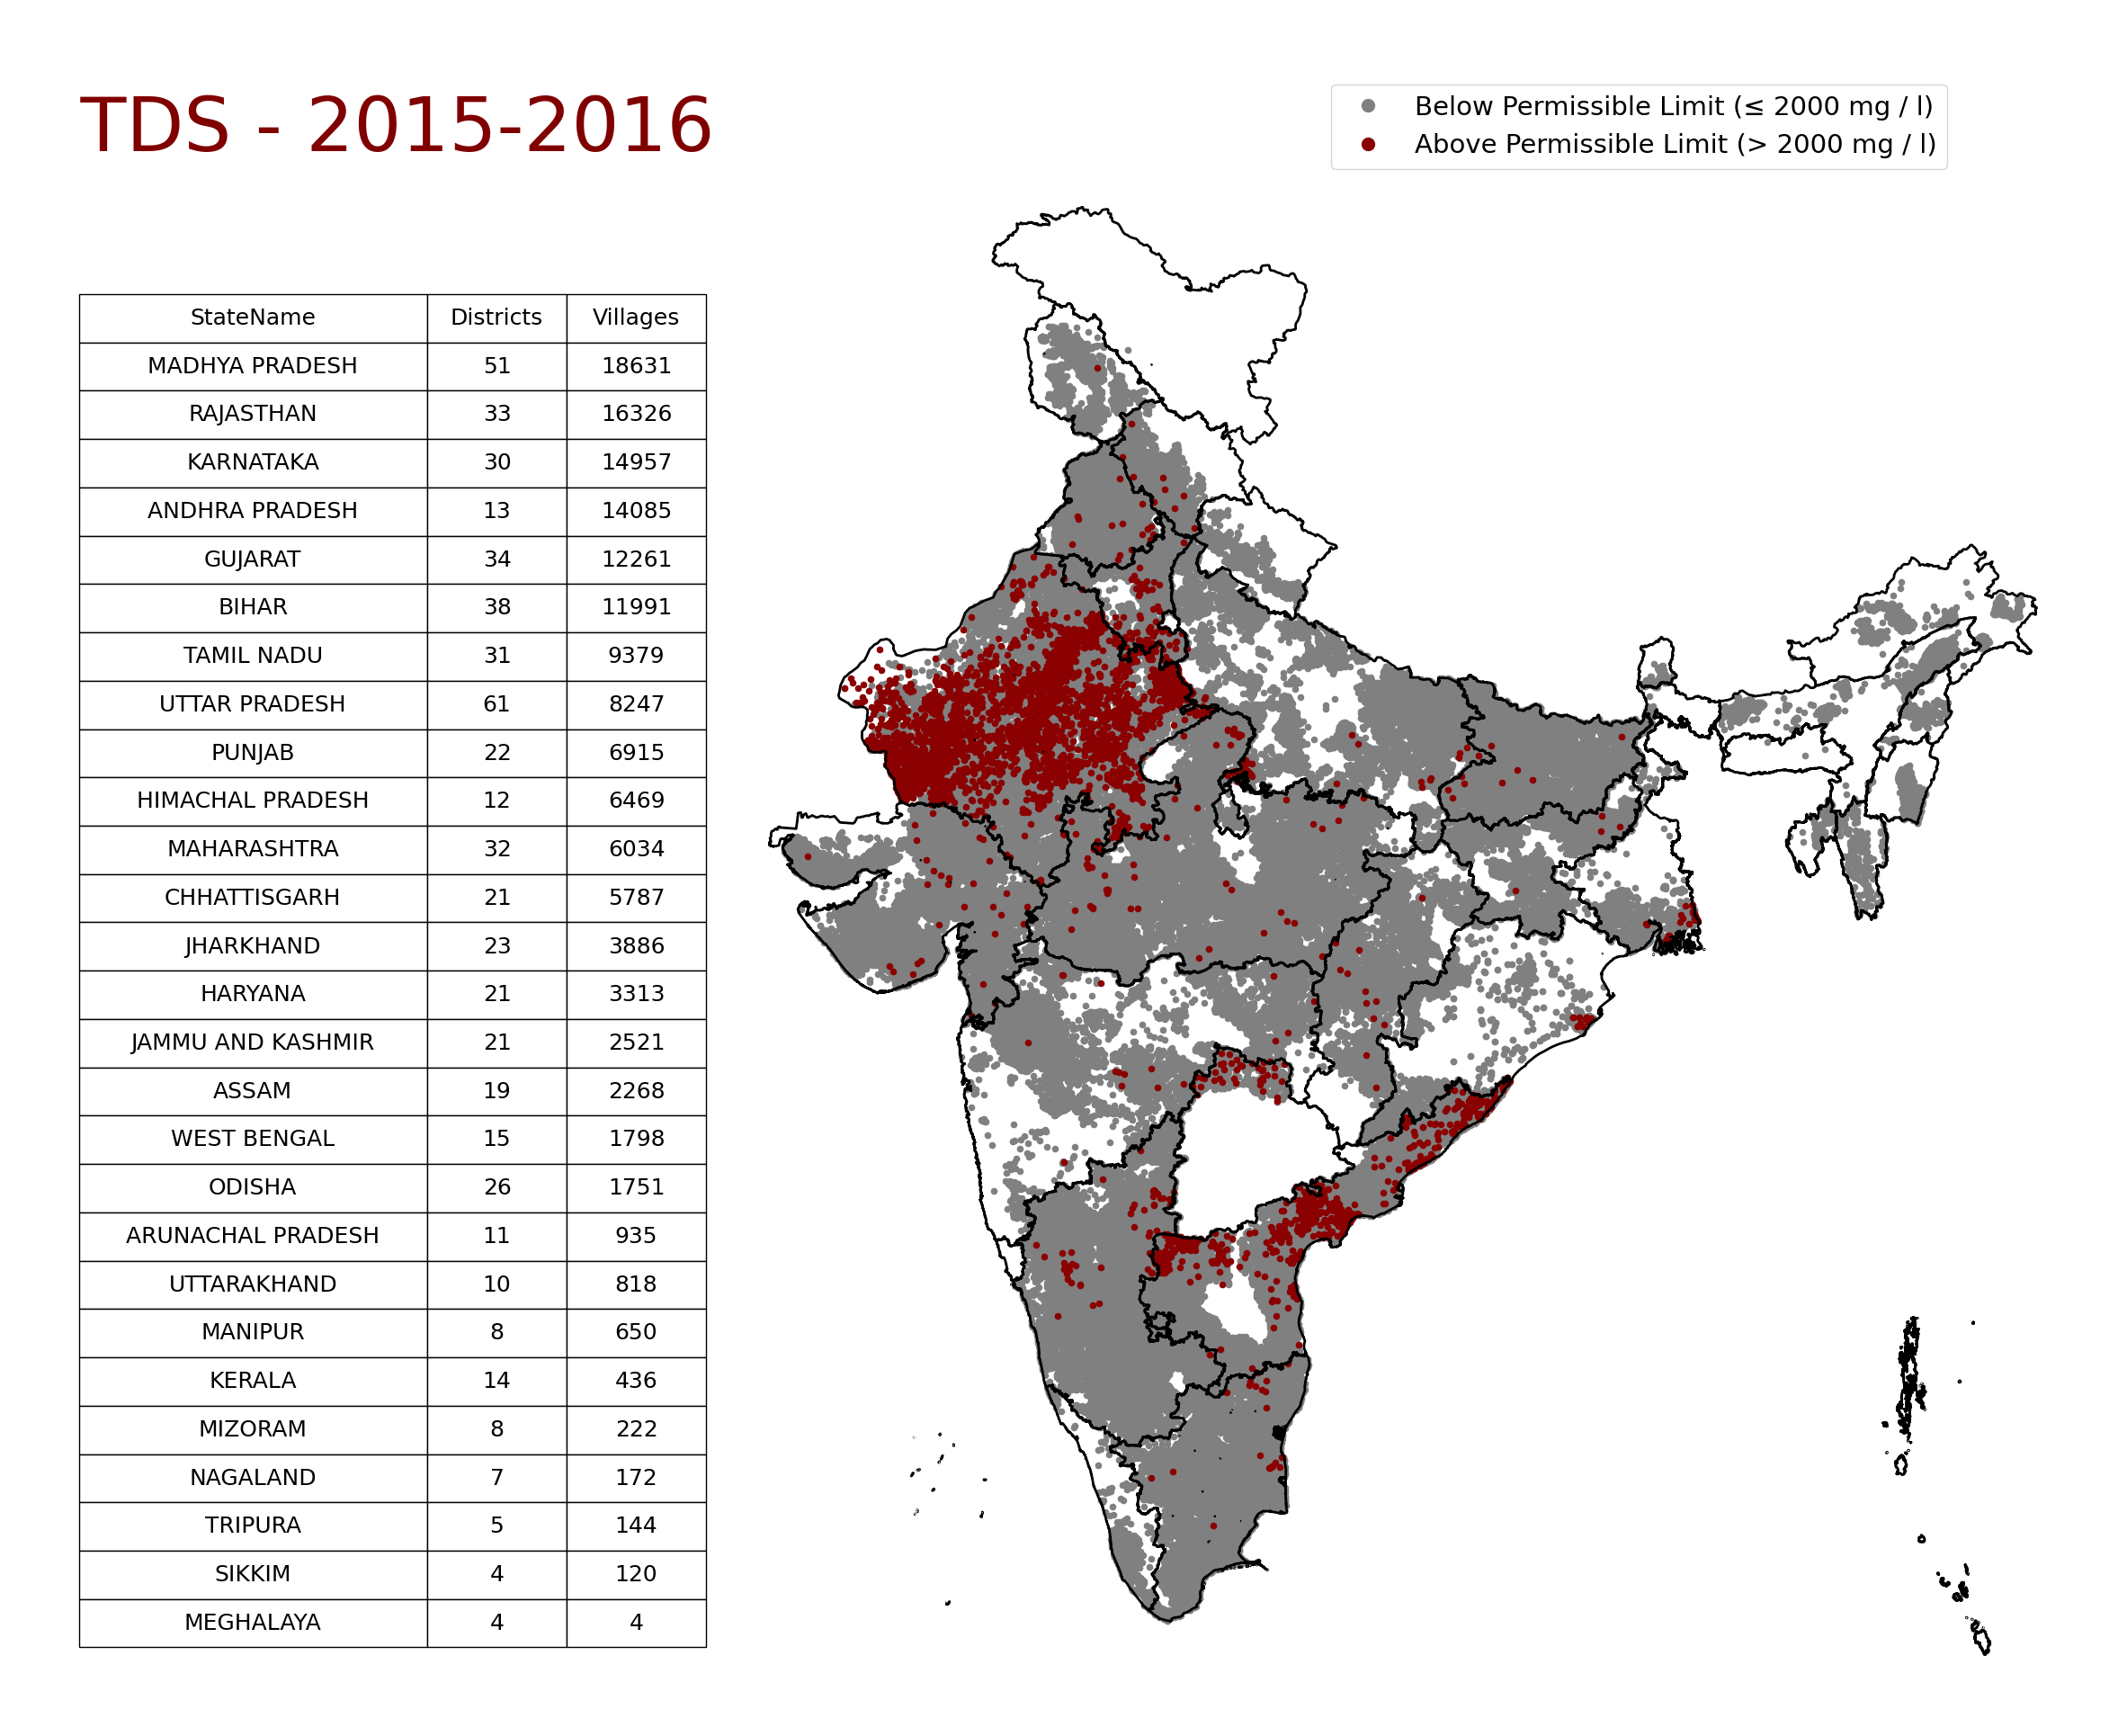 TDS - 2015-2016
Below Permissible Limit (≤ 2000 mg / l)
Above Permissible Limit (> 2000 mg / l)
StateName Districts Villages
MADHYA PRADESH 51 18631
RAJASTHAN 33 16326
KARNATAKA 30 14957
ANDHRA PRADESH 13 14085
GUJARAT 34 12261
BIHAR 38 11991
TAMIL NADU 31 9379
UTTAR PRADESH 61 8247
PUNJAB 22 6915
HIMACHAL PRADESH 12 6469
MAHARASHTRA 32 6034
CHHATTISGARH 21 5787
JHARKHAND 23 3886
HARYANA 21 3313
JAMMU AND KASHMIR 21 2521
ASSAM 19 2268
WEST BENGAL 15 1798
ODISHA 26 1751
ARUNACHAL PRADESH 11 935
UTTARAKHAND 10 818
MANIPUR 8 650
KERALA 14 436
MIZORAM 8 222
NAGALAND 7 172
TRIPURA 5 144
SIKKIM 4 120
MEGHALAYA 4 4